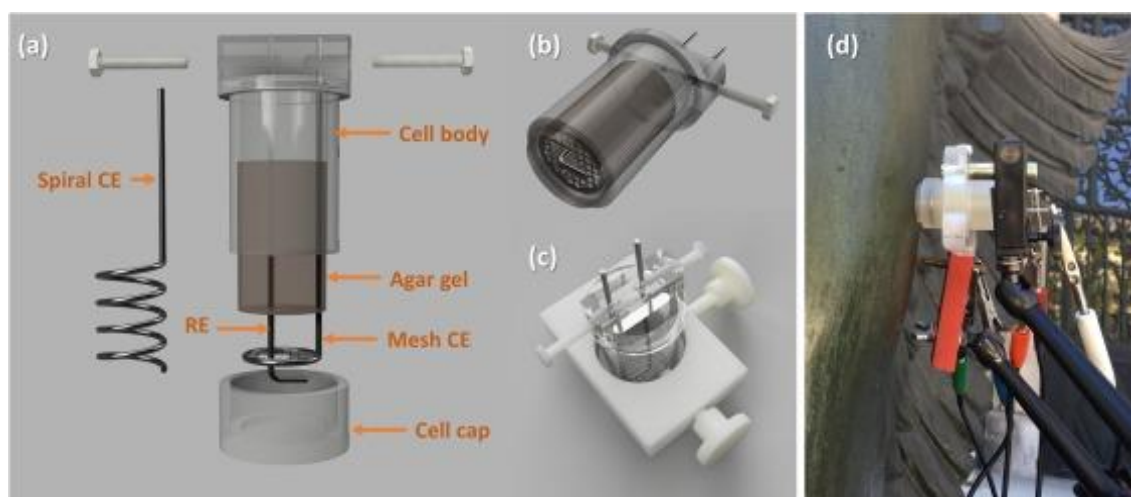 (a)
(b)
(d)
Cell body
Spiral CE
(c)
Agar gel
RE
Mesh CE
Cell cap